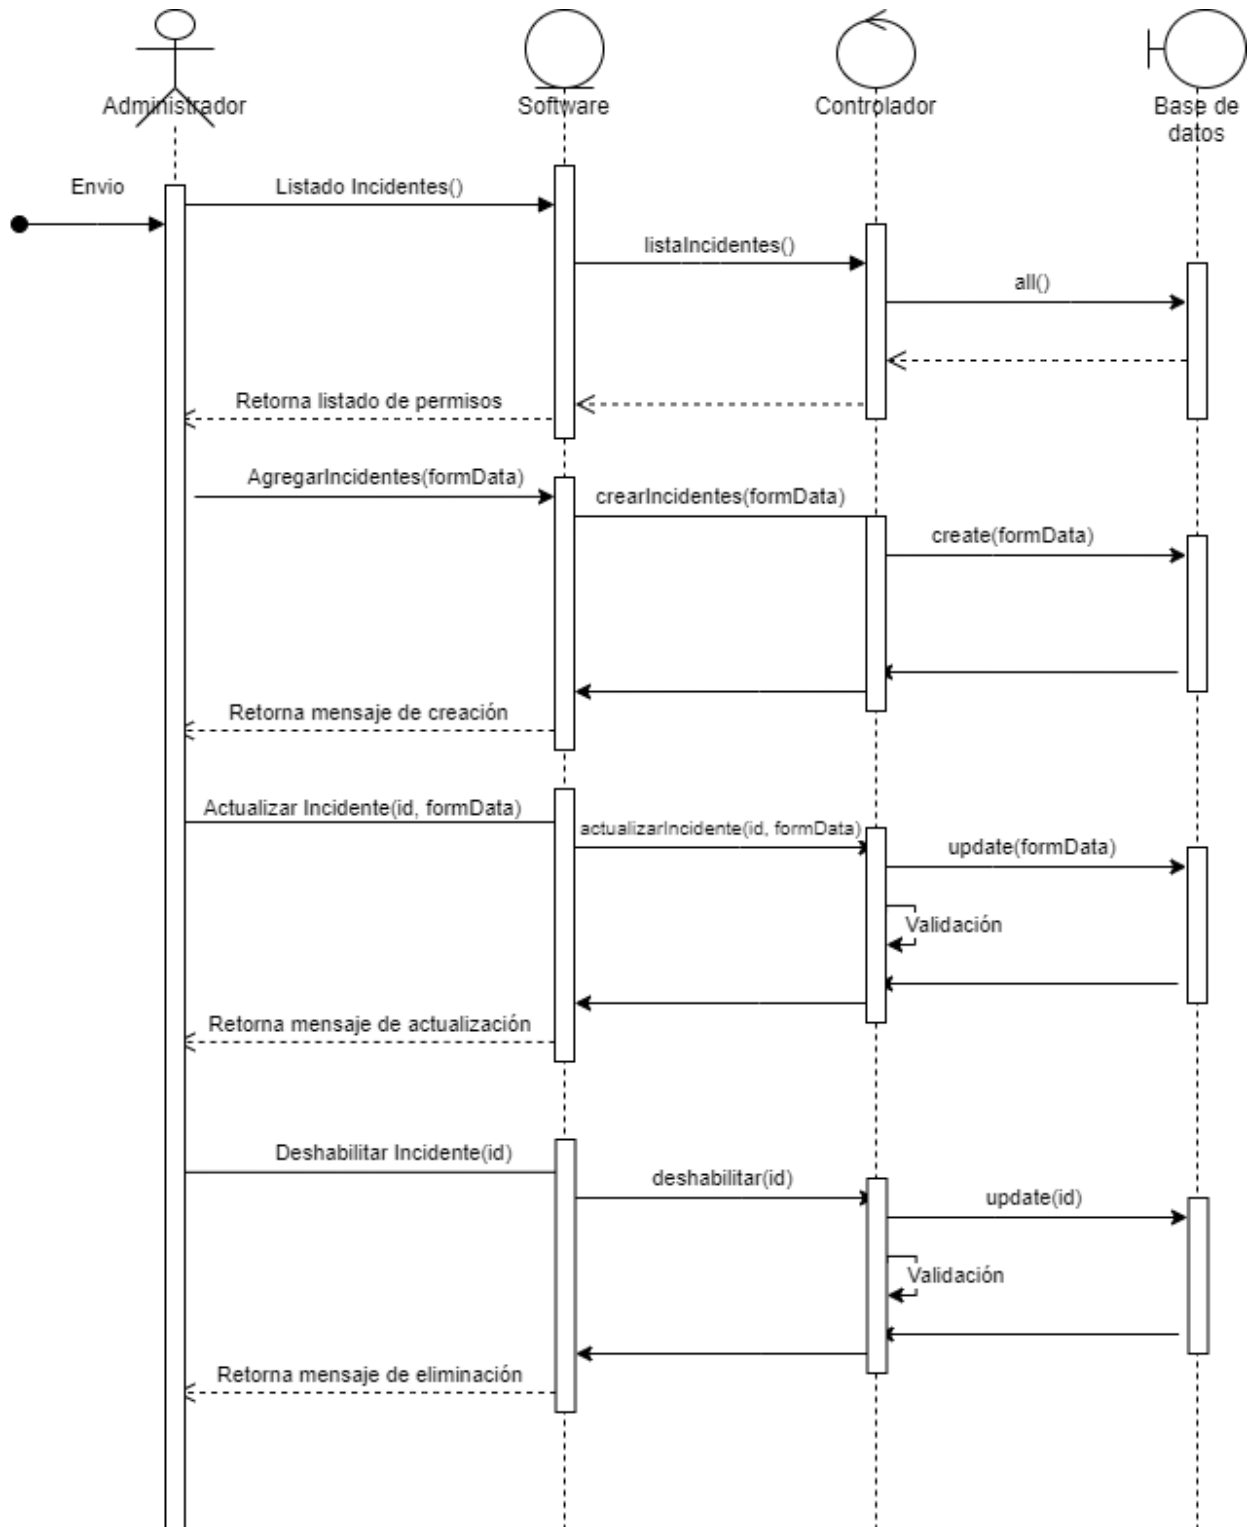 Administrador
Software
Controlador
Base de
datos
Envio
Listado Incidentes()
listaIncidentes()
all()
Retorna listado de permisos
AgregarIncidentes(formData)
crearIncidentes(formData)
create(formData)
Retorna mensaje de creación
Actualizar Incidente(id, formData)
actualizarIncidente(id, formData)
update(formData)
Validación
Retorna mensaje de actualización
Deshabilitar Incidente(id)
deshabilitar(id)
update(id)
Validación
Retorna mensaje de eliminación